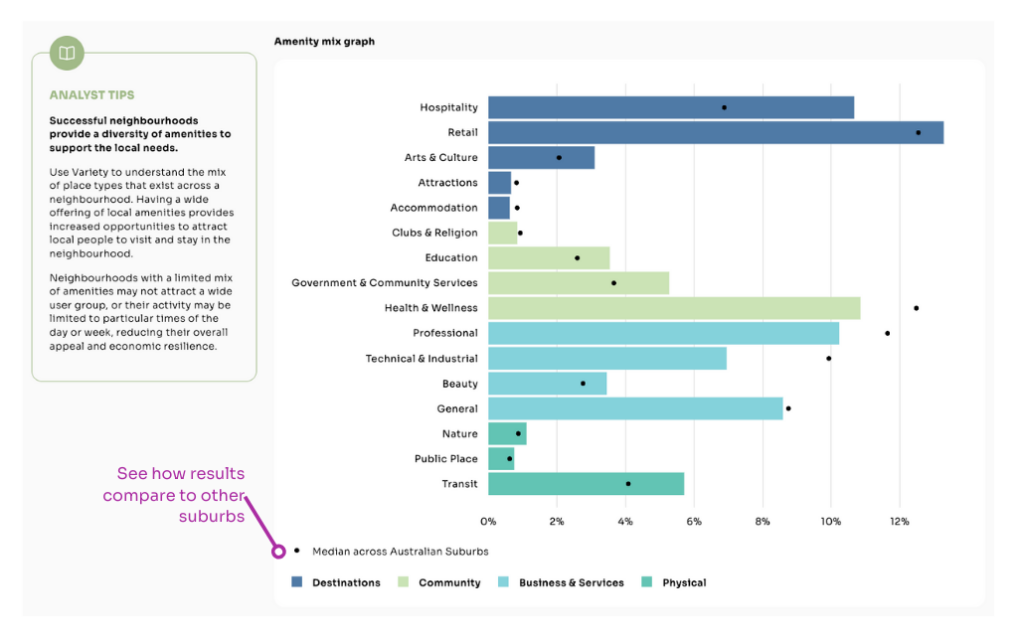 Amenity mix graph
ANALYST TIPS
Successful neighbourhoods
provide a diversity of amenities to
support the local needs.
Use Variety to understand the mix
of place types that exist across a
neighbourhood. Having a wide
offering of local amenities provides
increased opportunities to attract
local people to visit and stay in the
neighbourhood.
Neighbourhoods with a limited mix
of amenities may not attract a wide
user group, or their activity may be
limited to particular times of the
day or week, reducing their overall
appeal and economic resilience.
See how results
compare to other
suburbs
Hospitality
Retail
Arts & Culture
Attractions
Accommodation
Clubs & Religion
Education
Government & Community Services
Health & Wellness
Professional
Technical & Industrial
Beauty
General
Nature
Public Place
Transit
0% 2% 4% 6% 8% 10% 12%
Median across Australian Suburbs
Destinations Community Business & Services Physical